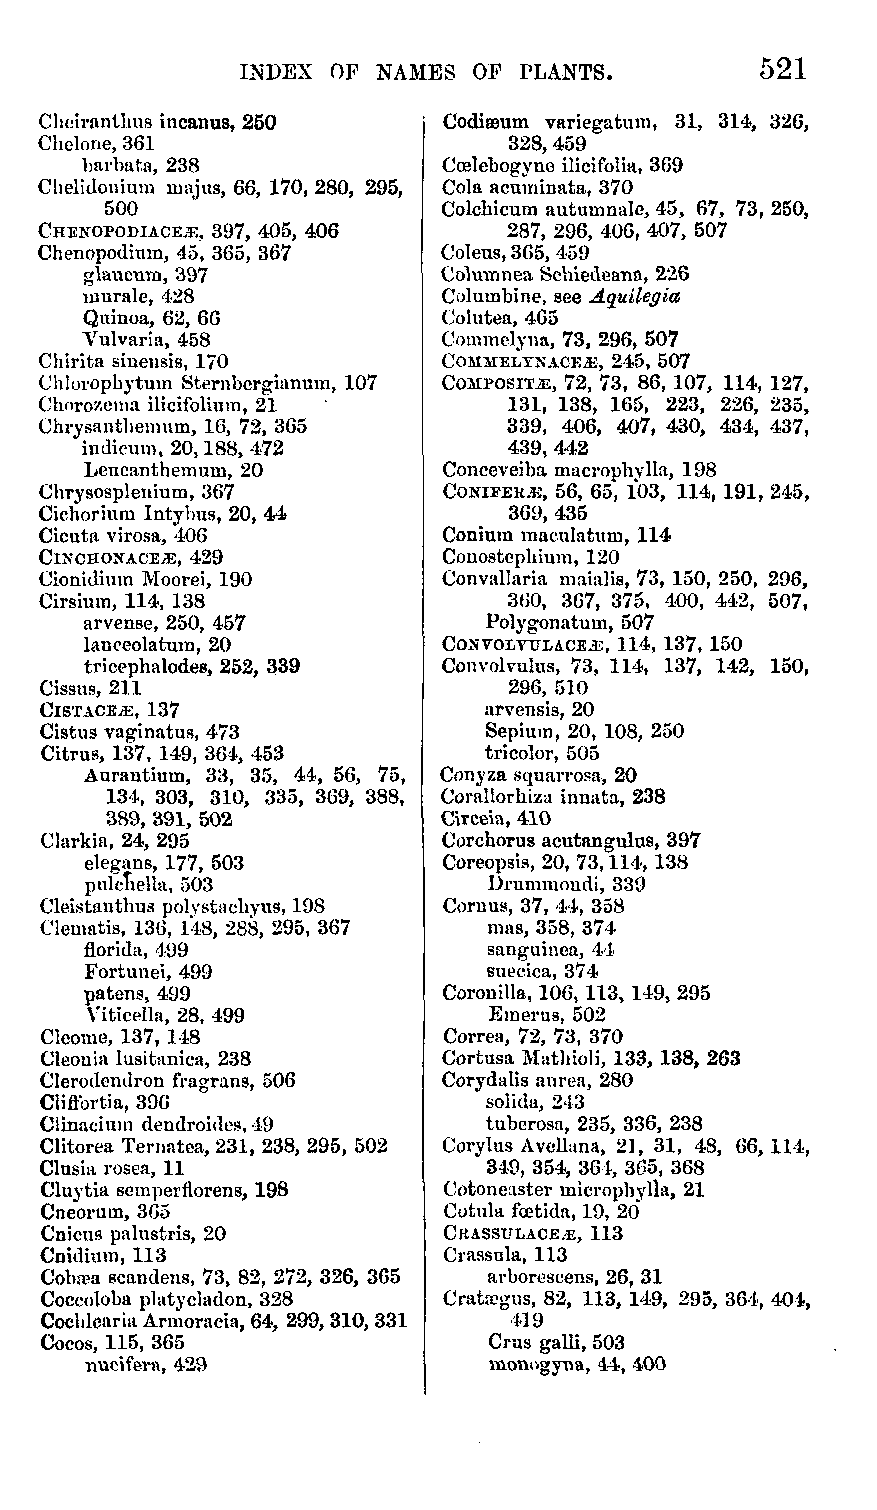 INDEX OF NAMES OF PLANTS. 521
Cheiranthus incanus, 250
Chelone, 361
barbata, 238
Chelidonium majus, 66, 170, 280, 295,
500
CHENOPODIACEÆ, 397, 405, 406
Chenopodium, 45, 365, 367
glaucum, 397
murale, 428
Quinoa, 62, 66
Vulvaria, 458
Chirita sinensis, 170
Chlorophytum Sternbergianum, 107
Chorozema ilicifolium, 21
Chrysanthemum, 16, 72, 365
indicum, 20, 188, 472
Leucanthemum, 20
Chrysosplenium, 367
Cichorium Intybus, 20, 44
Cicuta virosa, 406
CINCHONACEÆ, 429
Cionidium Moorei, 190
Cirsium, 114, 138
arvense, 250, 457
lanceolatum, 20
tricephalodes, 252, 339
Cissus, 211
CISTACEÆ, 137
Cistus vaginatus, 473
Citrus, 137, 149, 364, 453
Aurantium, 33, 35, 44, 56, 75,
134, 303, 310, 335, 369, 388,
389, 391, 502
Clarkia, 24, 295
elegans, 177, 503
pulchella, 503
Cleistanthus polystachyus, 198
Clematis, 136, 148, 288, 295, 367
florida, 499
Fortunei, 499
patens, 499
Viticella, 28, 499
Cleome, 137, 148
Cleonia lusitanica, 238
Clerodendron fragrans, 506
Cliffortia, 396
Clinacium dendroides, 49
Clitorea Ternatea, 231, 238, 295, 502
Clusia rosea, 11
Cluytia semperflorens, 198
Cneorum, 365
Cnicus palustris, 20
Cnidium, 113
Cobæa scandens, 73, 82, 272, 326, 365
Coccoloba platycladon, 328
Cochlearia Armoracia, 64, 299, 310, 331
Cocos, 115, 365
nucifera, 429
Codiæum variegatum, 31, 314, 326,
328, 459
Cœlebogyne ilicifolia, 369
Cola acuminata, 370
Colchicum autumnale, 45, 67, 73, 250,
287, 296, 406, 407, 507
Coleus, 365, 459
Columnea Schiedeana, 226
Columbine, see Aquilegia
Colutea, 465
Commelyna, 73, 296, 507
COMMELYNACEÆ, 245, 507
COMPOSITÆ, 72, 73, 86, 107, 114, 127,
131, 138, 165, 223, 226, 235,
339, 406, 407, 430, 434, 437,
439, 442
Conceveiba macrophylla, 198
CONIFERÆ, 56, 65, 103, 114, 191, 245,
369, 435
Conium maculatum, 114
Conostephium, 120
Convallaria maialis, 73, 150, 250, 296,
360, 367, 375, 400, 442, 507,
Polygonatum, 507
CONVOLVULACEÆ, 114, 137, 150
Convolvulus, 73, 114, 137, 142, 150,
296, 510
arvensis, 20
Sepium, 20, 108, 250
tricolor, 505
Conyza squarrosa, 20
Corallorhiza innata, 238
Circeia, 410
Corchorus acutangulus, 397
Coreopsis, 20, 73, 114, 138
Drummondi, 339
Cornus, 37, 44, 358
mas, 358, 374
sanguinea, 44
suecica, 374
Coronilla, 106, 113, 149, 295
Emerus, 502
Correa, 72, 73, 370
Cortusa Mathioli, 133, 138, 263
Corydalis aurea, 280
solida, 243
tuberosa, 235, 336, 238
Corylus Avellana, 21, 31, 48, 66, 114,
349, 354, 364, 365, 368
Cotoneaster microphylla, 21
Cotula fœtida, 19, 20
CRASSULACEÆ, 113
Crassula, 113
arborescens, 26, 31
Cratægus, 82, 113, 149, 295, 364, 404,
419
Crus galli, 503
monogyna, 44, 400